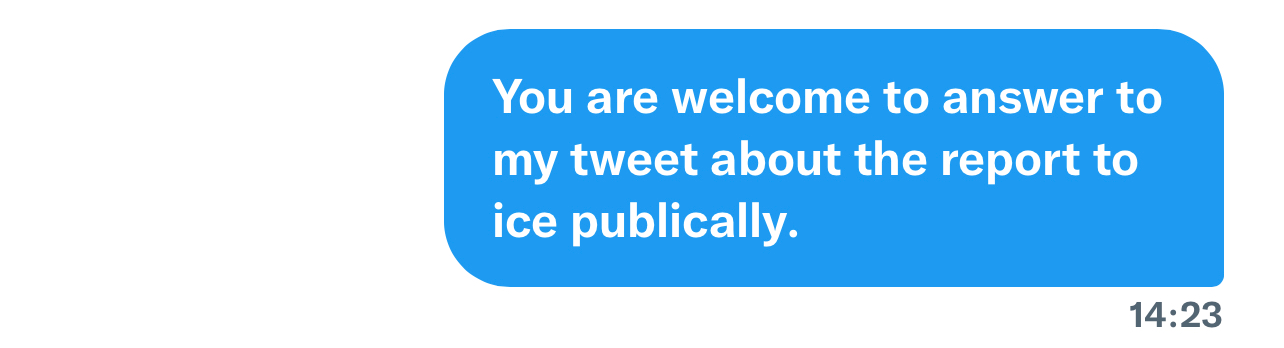 You are welcome to answer to
my tweet about the report to
ice publically.
14:23